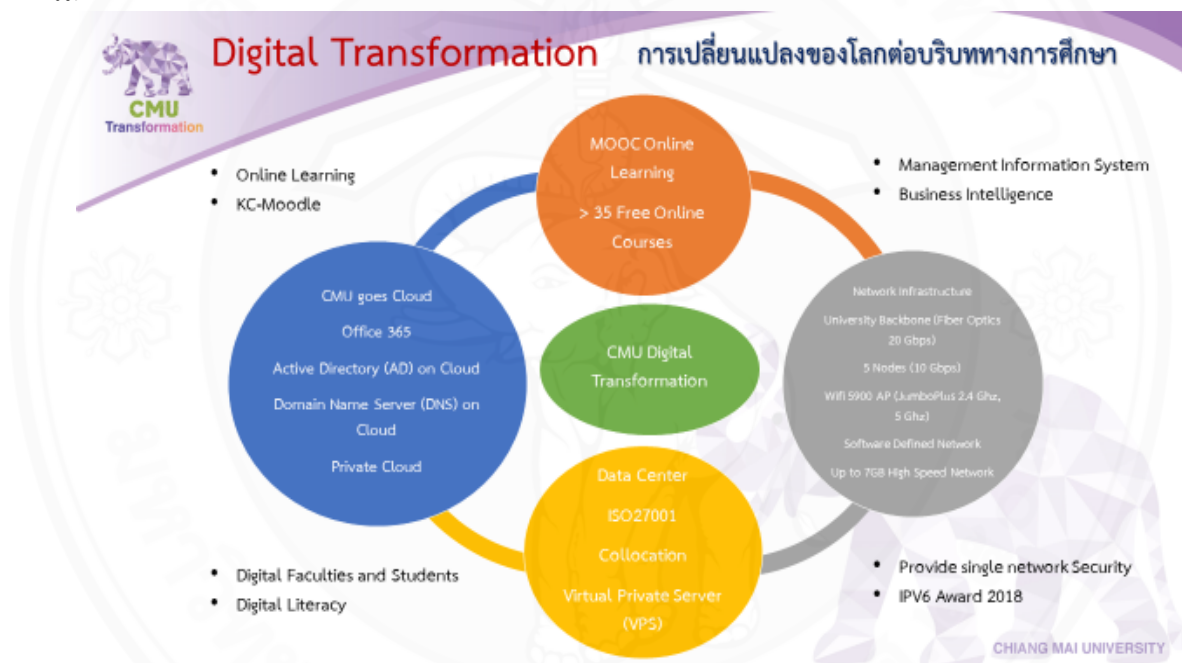 Digital Transformation การเปลี่ยนแปลงของโลกต่อบริบททางการศึกษา
CMU
Transformation
• Online Learning
• KC-Moodle
MOOC Online
Learning
> 35 Free Online
Courses
• Management Information System
• Business Intelligence
CMU goes Cloud
Office 365
Active Directory (AD) on Cloud
Domain Name Server (DNS) on
Cloud
Private Cloud
CMU Digital
Transformation
Network Infrastructure
University Backbone (Fiber Optics
20 Gbps)
5 Nodes (10 Gbps)
Wifi 5900 AP (JumboPlus 2.4 Ghz,
5 Ghz)
Software Defined Network
Up to 7GB High Speed Network
Data Center
ISO27001
Collocation
Virtual Private Server
(VPS)
• Digital Faculties and Students
• Digital Literacy
• Provide single network Security
• IPV6 Award 2018
CHIANG MAI UNIVERSITY